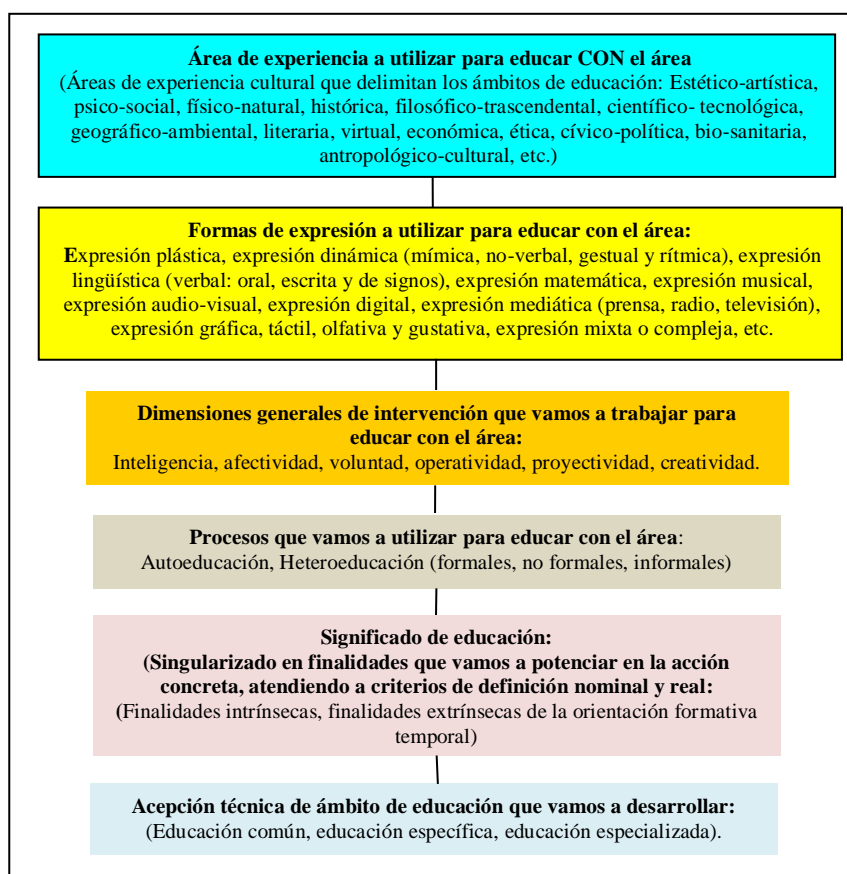 Área de experiencia a utilizar para educar CON el área
(Áreas de experiencia cultural que delimitan los ámbitos de educación: Estético-artística,
psico-social, físico-natural, histórica, filosófico-trascendental, científico- tecnológica,
geográfico-ambiental, literaria, virtual, económica, ética, cívico-política, bio-sanitaria,
antropológico-cultural, etc.)
Formas de expresión a utilizar para educar con el área:
Expresión plástica, expresión dinámica (mímica, no-verbal, gestual y rítmica), expresión
lingüística (verbal: oral, escrita y de signos), expresión matemática, expresión musical,
expresión audio-visual, expresión digital, expresión mediática (prensa, radio, televisión),
expresión gráfica, táctil, olfativa y gustativa, expresión mixta o compleja, etc.
Dimensiones generales de intervención que vamos a trabajar para
educar con el área:
Inteligencia, afectividad, voluntad, operatividad, proyectividad, creatividad.
Procesos que vamos a utilizar para educar con el área:
Autoeducación, Heteroeducación (formales, no formales, informales)
Significado de educación:
(Singularizado en finalidades que vamos a potenciar en la acción
concreta, atendiendo a criterios de definición nominal y real:
(Finalidades intrínsecas, finalidades extrínsecas de la orientación formativa
temporal)
Acepción técnica de ámbito de educación que vamos a desarrollar:
(Educación común, educación específica, educación especializada).